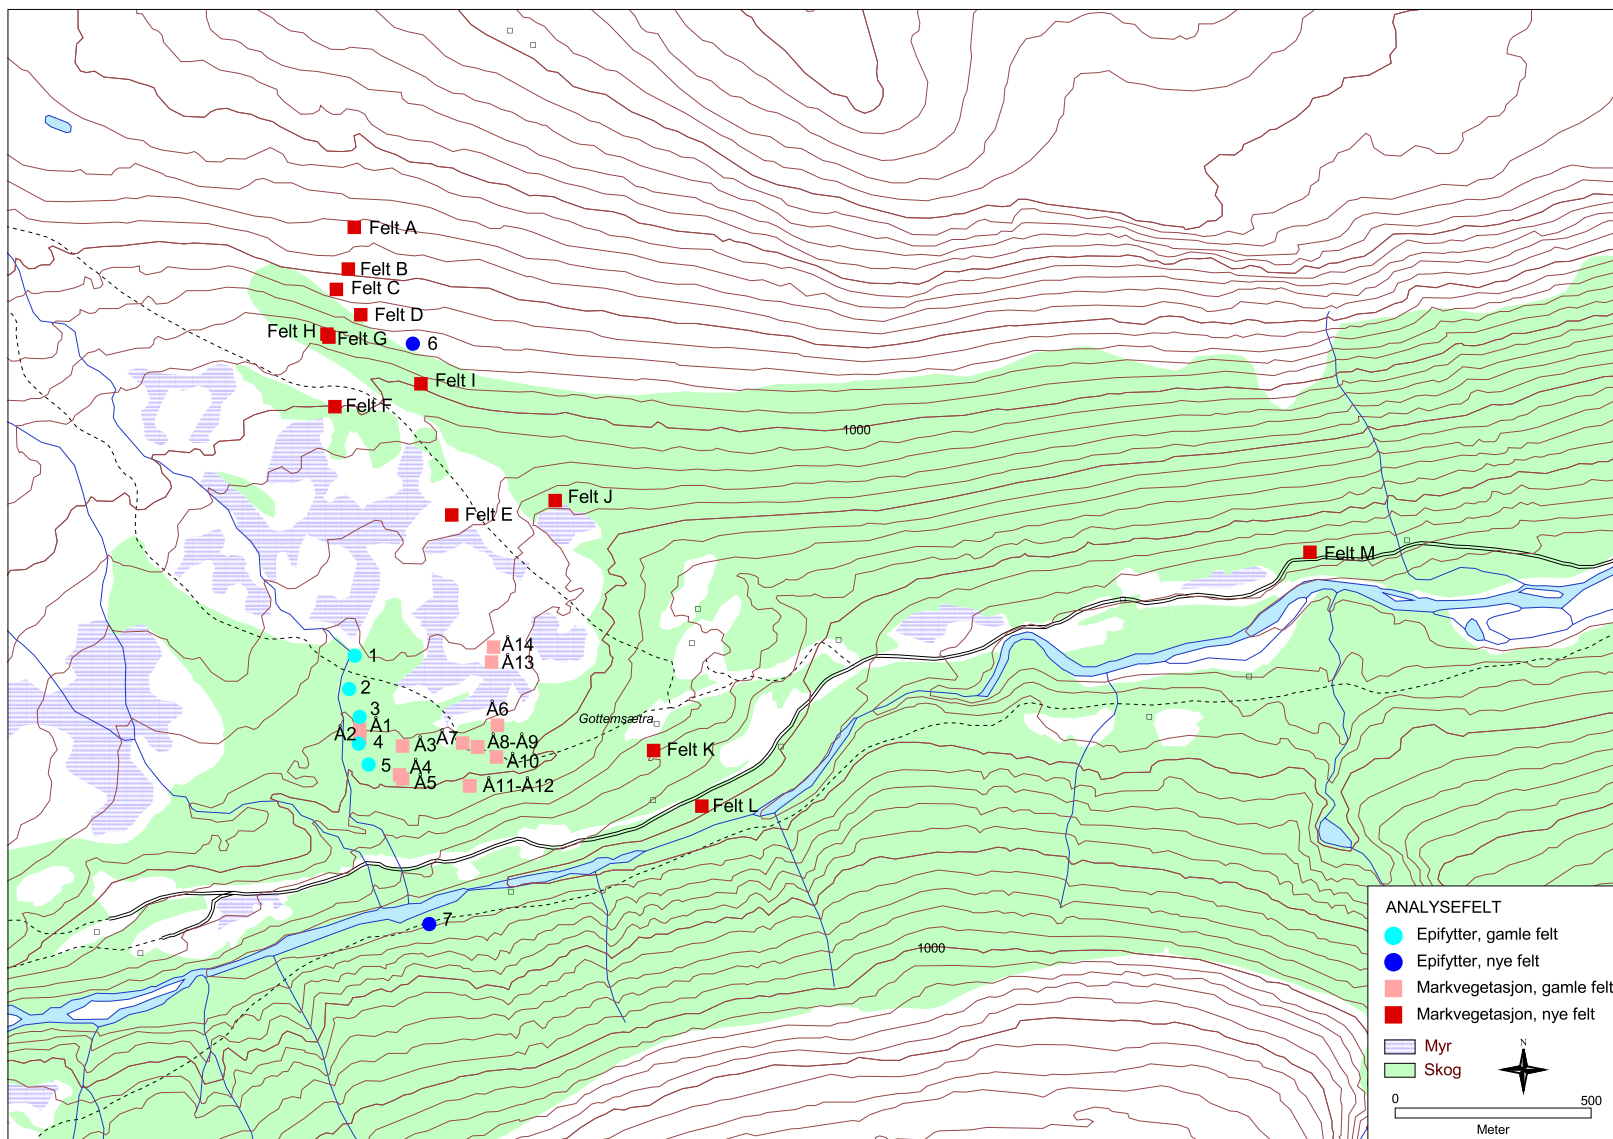 Felt A
Felt B
Felt C
Felt D
Felt H
Felt G
6
Felt I
Felt F
1000
Felt J
Felt E
Felt M
Å14
1
Å13
2
3
Å6
Gottemsætra
Å1
Å2
4
Å3
Å7
Å8-Å9
Felt K
Å10
5
Å4
Å5
Å11-Å12
Felt L
7
1000
ANALYSEFELT
Epifytter, gamle felt
Epifytter, nye felt
Markvegetasjon, gamle felt
Markvegetasjon, nye felt
Myr
N
Skog
0 500
Meter